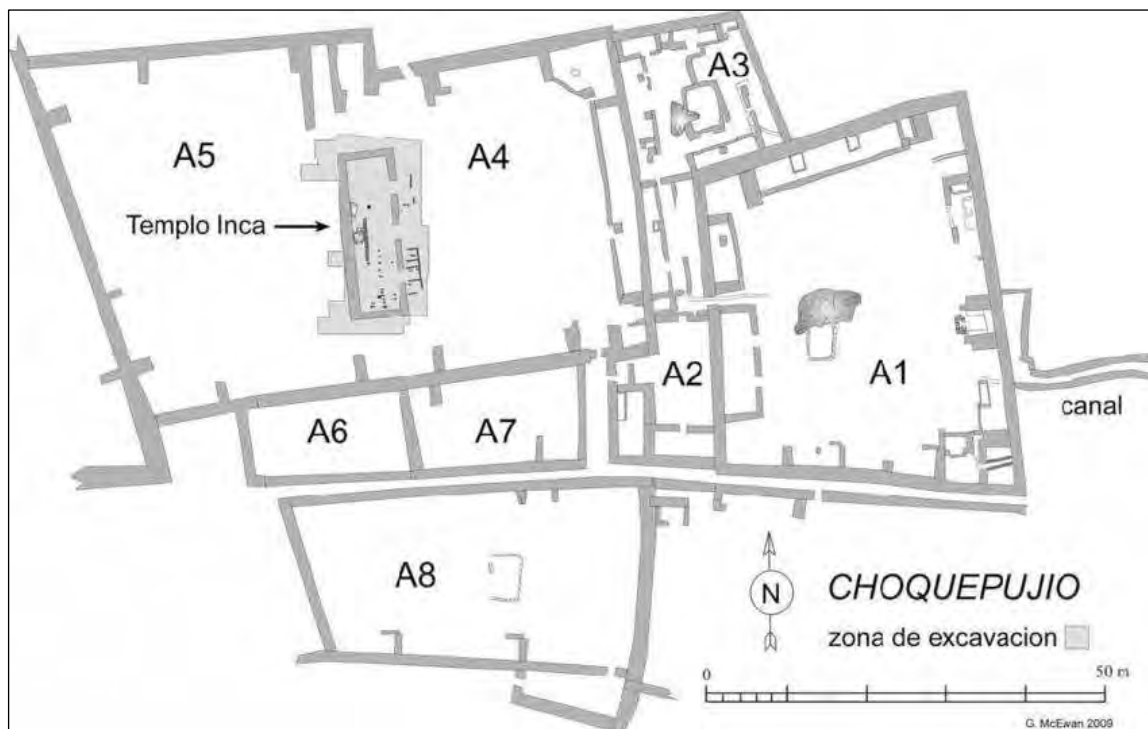 A3
A5
A4
Templo Inca
A2
A1
canal
A6
A7
A8
N
CHOQUEPUJIO
zona de excavacion
0
50 m
G. McEwan 2009